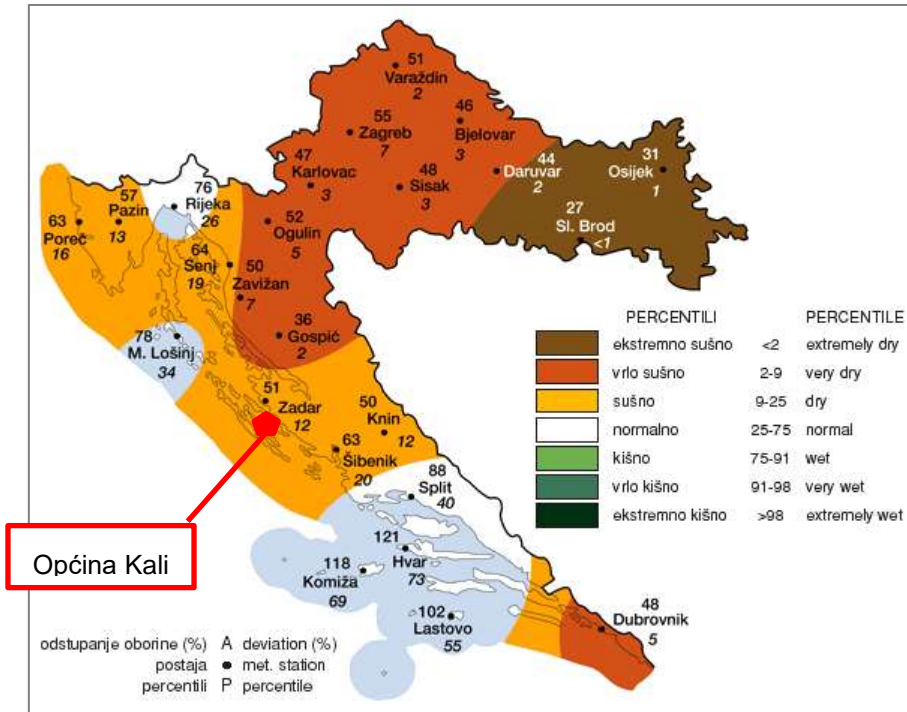 51
Varaždin
2
46
Bjelovar
3
55
Zagreb
7
47
Karlovac
3
48
Sisak
3
44
Daruvar
2
31
Osijek
1
27
Sl. Brod
<1
76
Rijeka
26
57
Pazin
13
63
Poreč
16
52
Ogulin
5
64
Senj
19
50
Zavižan
7
36
Gospić
2
78
M. Lošinj
34
51
Zadar
12
50
Knin
12
63
Šibenik
20
88
Split
40
121
Hvar
73
118
Komiža
69
102
Lastovo
55
48
Dubrovnik
5
Općina Kali
PERCENTILI PERCENTILE
ekstremno sušno <2 extremely dry
vrlo sušno 2-9 very dry
sušno 9-25 dry
normalno 25-75 normal
kišno 75-91 wet
vrlo kišno 91-98 very wet
ekstremno kišno >98 extremely wet
odstupanje oborine (%) A deviation (%)
postaja met. station
percentili P percentile